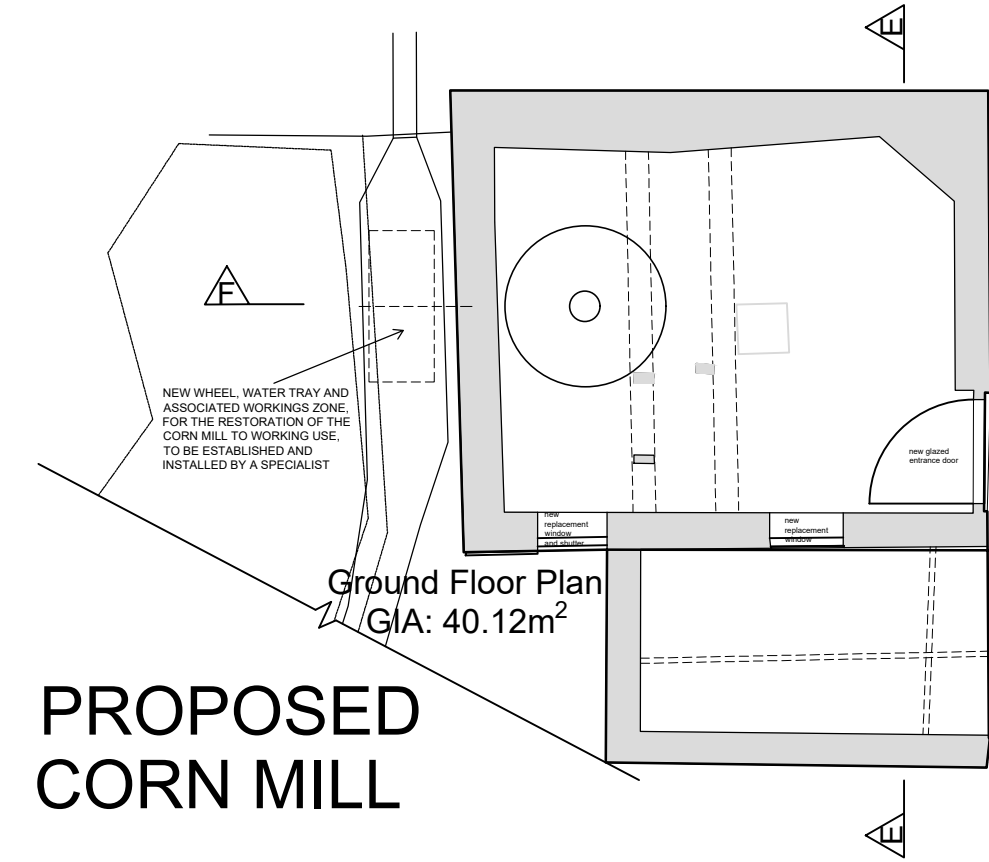 E
F
NEW WHEEL, WATER TRAY AND
ASSOCIATED WORKINGS ZONE,
FOR THE RESTORATION OF THE
CORN MILL TO WORKING USE,
TO BE ESTABLISHED AND
INSTALLED BY A SPECIALIST
new glazed
entrance door
new
replacement
window
and shutter
new
replacement
window
Ground Floor Plan
GIA: 40.12m²
PROPOSED
CORN MILL
E